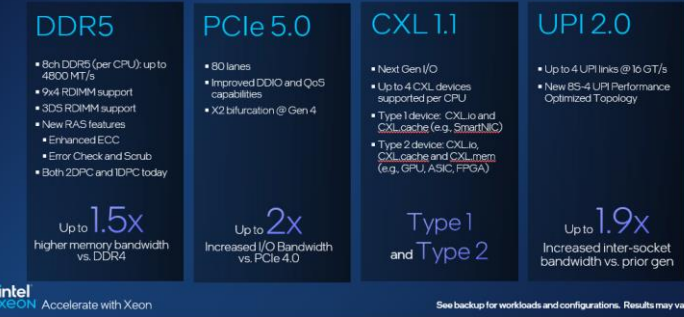 DDR5
▪ 8ch DDR5 (per CPU): up to
4800 MT/s
▪ 9x4 RDIMM support
▪ 3DS RDIMM support
▪ New RAS features
▪ Enhanced ECC
▪ Error Check and Scrub
▪ Both 2DPC and 1DPC today
Up to 1.5x
higher memory bandwidth
vs. DDR4
PCIe 5.0
▪ 80 lanes
▪ Improved DDIO and QoS
capabilities
▪ X2 bifurcation @ Gen 4
Up to 2x
Increased I/O Bandwidth
vs. PCIe 4.0
CXL 1.1
▪ Next Gen I/O
▪ Up to 4 CXL devices
supported per CPU
▪ Type 1 device: CXL.io and
CXL.cache (e.g., SmartNIC)
▪ Type 2 device: CXL.io,
CXL.cache and CXL.mem
(e.g., GPU, ASIC, FPGA)
Type 1
and Type 2
UPI 2.0
▪ Up to 4 UPI links @ 16 GT/s
▪ New 8S-4 UPI Performance
Optimized Topology
Up to 1.9x
Increased inter-socket
bandwidth vs. prior gen
intel
XEON Accelerate with Xeon
See backup for workloads and configurations. Results may va